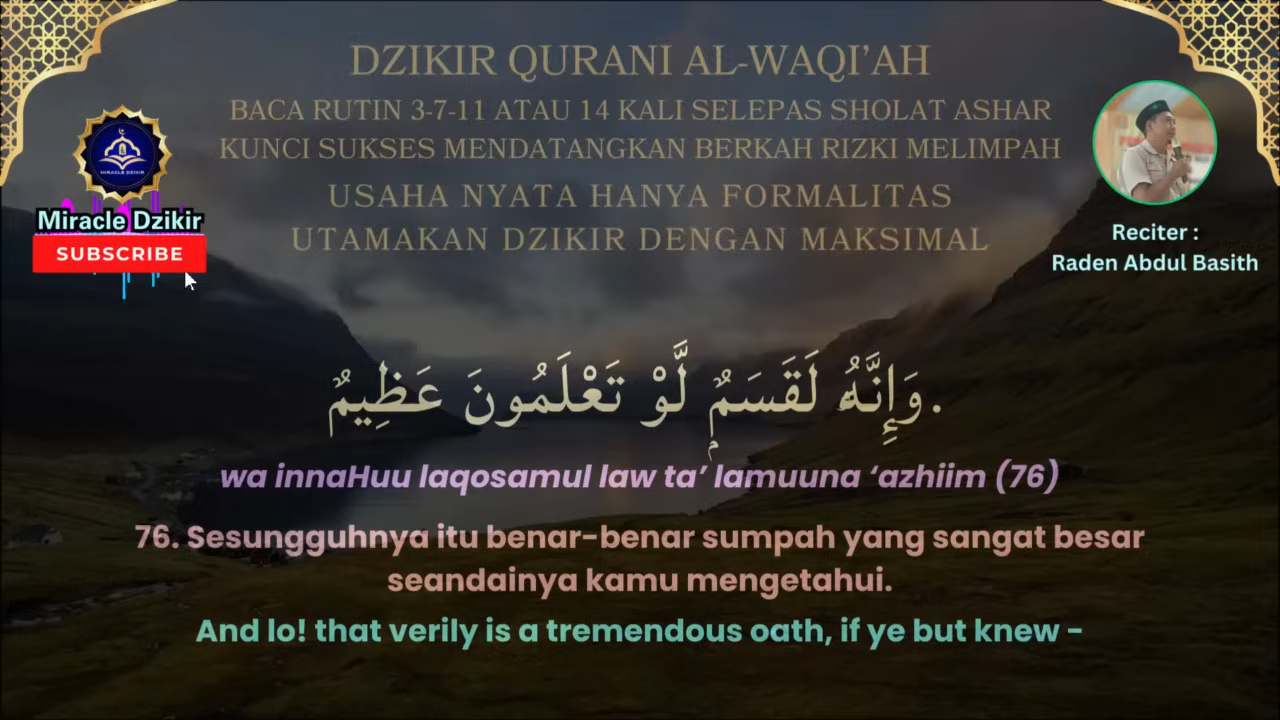 DZIKIR QURANI AL-WAQI'AH
BACA RUTIN 3-7-11 ATAU 14 KALI SELEPAS SHOLAT ASHAR
KUNCI SUKSES MENDATANGKAN BERKAH RIZKI MELIMPAH
USAHA NYATA HANYA FORMALITAS
UTAMAKAN DZIKIR DENGAN MAKSIMAL
MIRACLE DZIKIR
Miracle Dzikir
SUBSCRIBE
Reciter :
Raden Abdul Basith
وَإِنَّهُۥ لَقَسَمٌۭ لَّوْ تَعْلَمُونَ عَظِيمٌ.
wa innaHuu laqosamul law ta’ lamuuna ‘azhiim (76)
76. Sesungguhnya itu benar-benar sumpah yang sangat besar
seandainya kamu mengetahui.
And lo! that verily is a tremendous oath, if ye but knew –